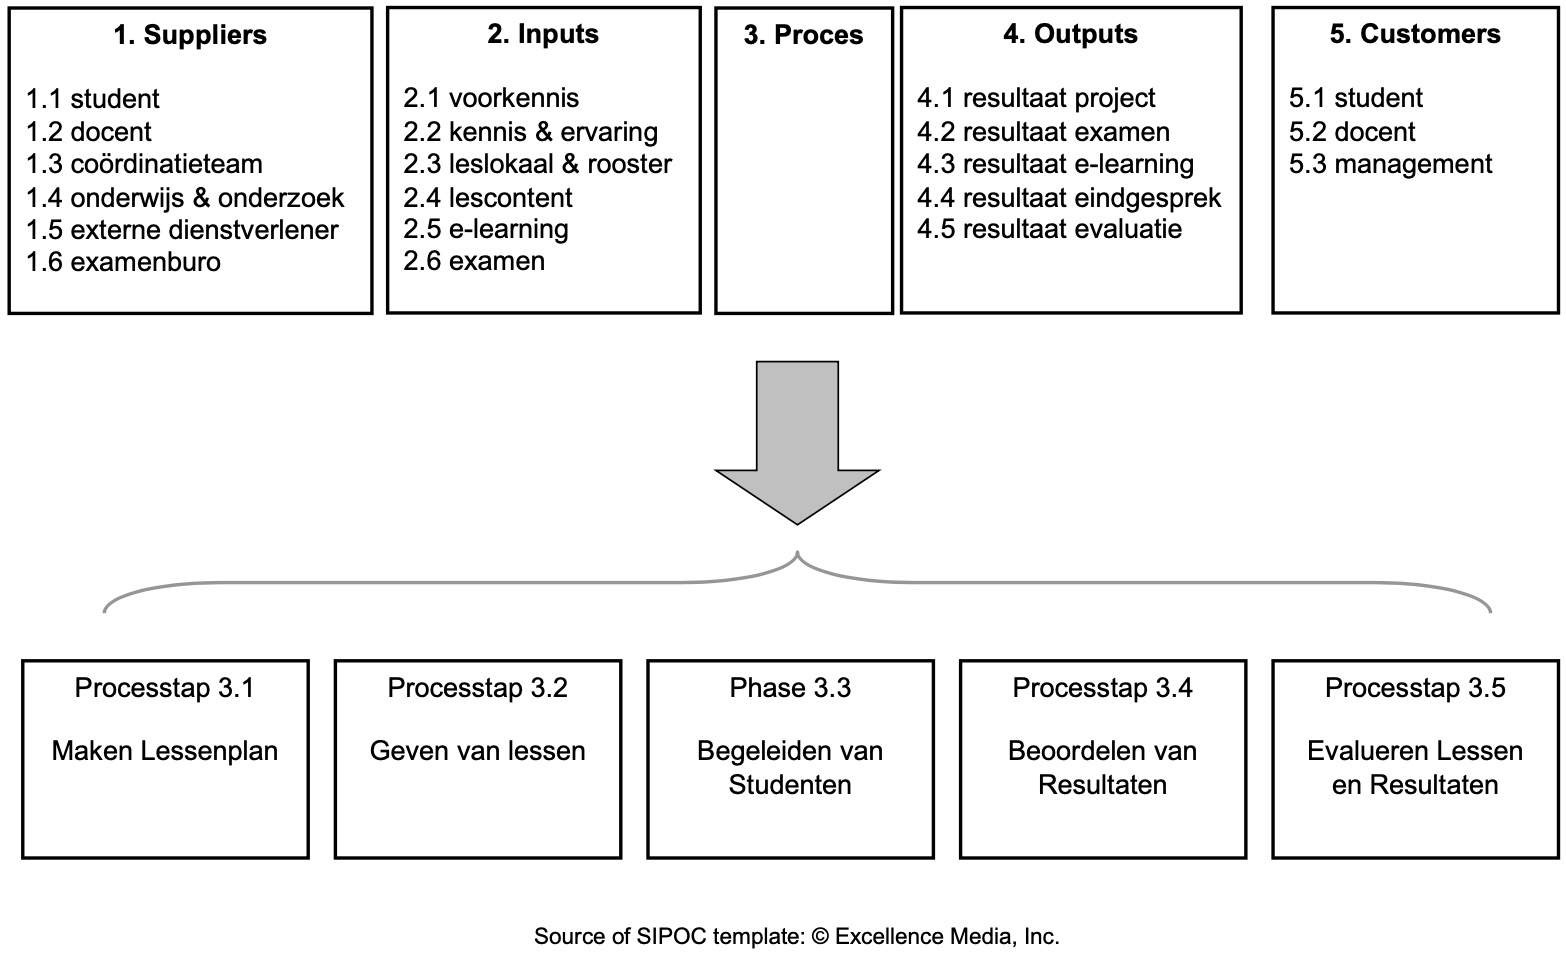 1. Suppliers
1.1 student
1.2 docent
1.3 coördinatieteam
1.4 onderwijs & onderzoek
1.5 externe dienstverlener
1.6 examenburo
2. Inputs
2.1 voorkennis
2.2 kennis & ervaring
2.3 leslokaal & rooster
2.4 lescontent
2.5 e-learning
2.6 examen
3. Proces
4. Outputs
4.1 resultaat project
4.2 resultaat examen
4.3 resultaat e-learning
4.4 resultaat eindgesprek
4.5 resultaat evaluatie
5. Customers
5.1 student
5.2 docent
5.3 management
Processtap 3.1
Maken Lessenplan
Processtap 3.2
Geven van lessen
Phase 3.3
Begeleiden van
Studenten
Processtap 3.4
Beoordelen van
Resultaten
Processtap 3.5
Evalueren Lessen
en Resultaten
Source of SIPOC template: © Excellence Media, Inc.